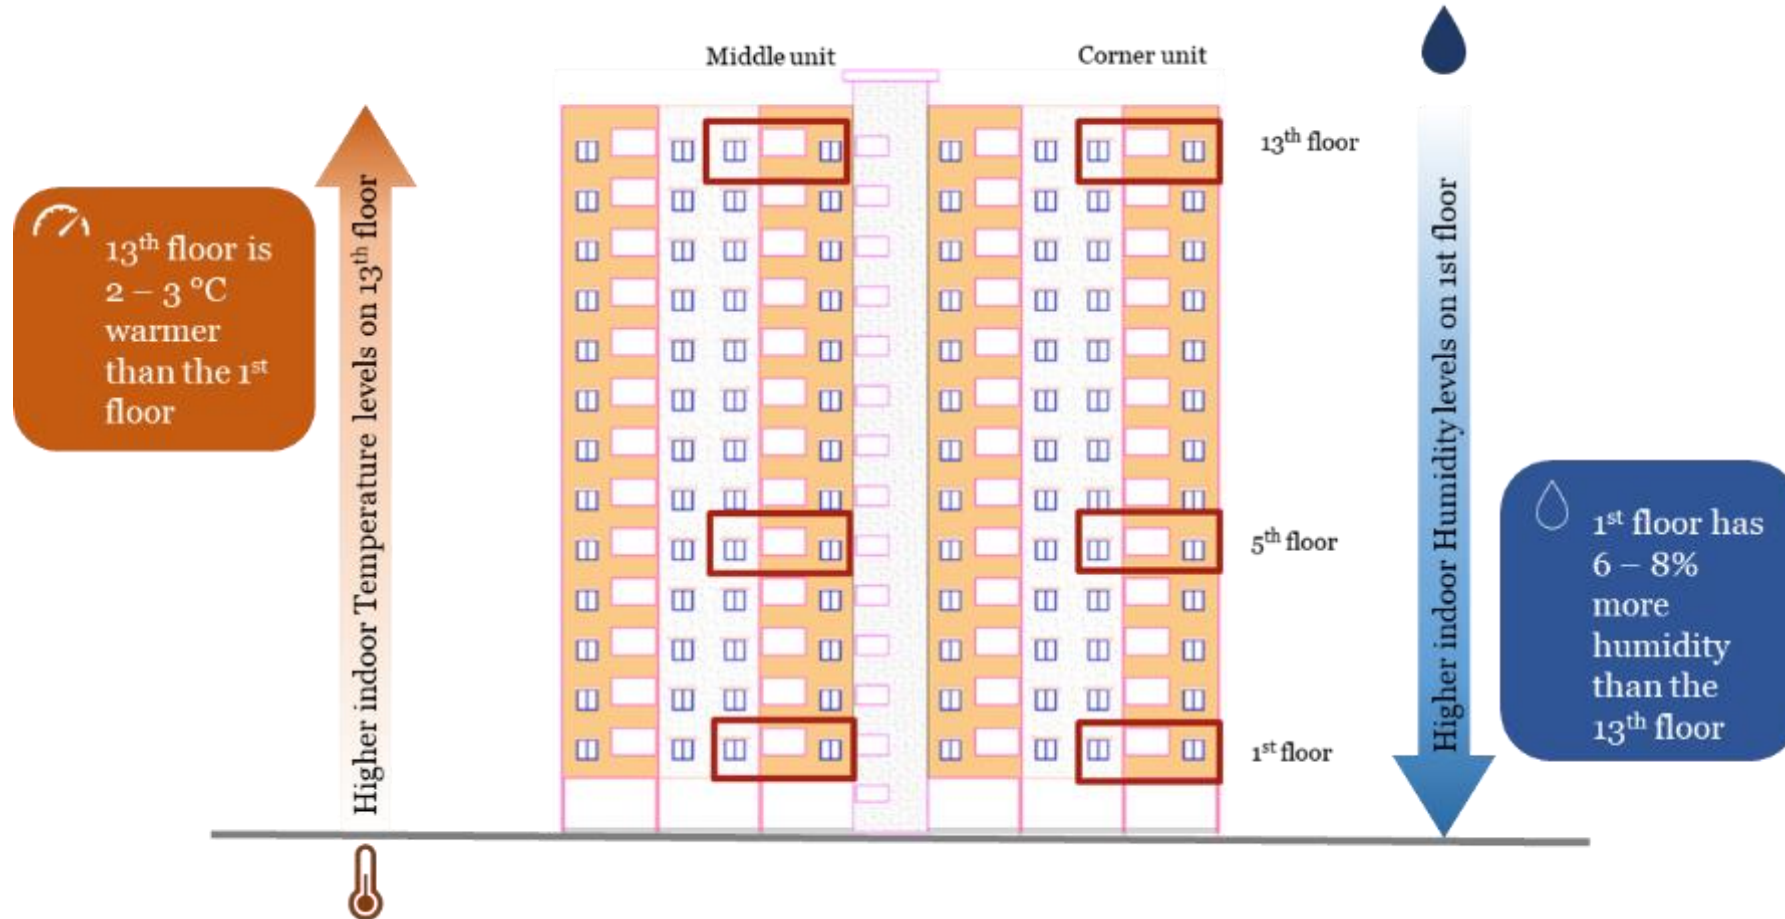 Middle unit
Corner unit
13th floor is
2 – 3 °C
warmer
than the 1st
floor
Higher indoor Temperature levels on 13th floor
13th floor
5th floor
1st floor
Higher indoor Humidity levels on 1st floor
1st floor has
6 – 8%
more
humidity
than the
13th floor